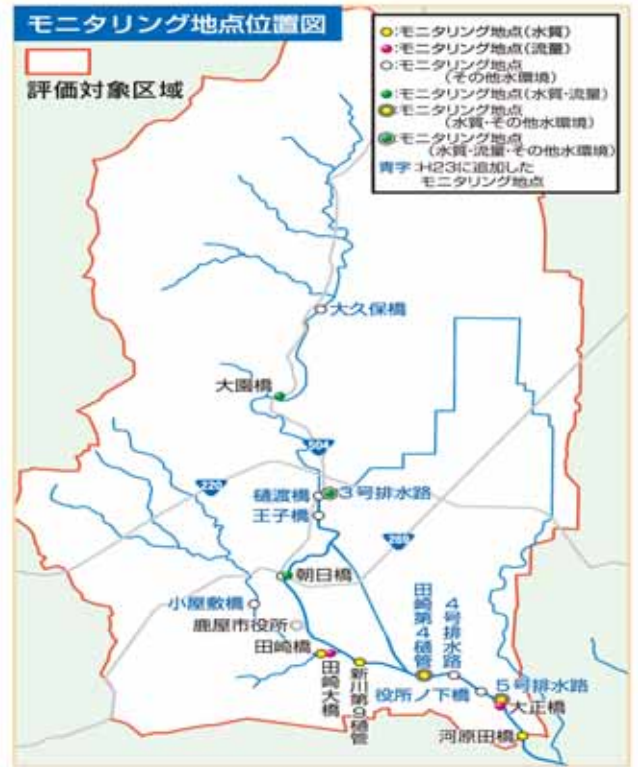 モニタリング地点位置図
評価対象区域
:モニタリング地点(水質)
:モニタリング地点(流量)
:モニタリング地点
(その他水環境)
:モニタリング地点(水質・流量)
:モニタリング地点
(水質・その他水環境)
:モニタリング地点
(水質・流量・その他水環境)
青字:H23に追加した
モニタリング地点
大久保橋
大園橋
504
220
樋渡橋
3号排水路
王子橋
269
朝日橋
小屋敷橋
鹿屋市役所
田崎橋
田崎大橋
新川第9樋管
田崎第4樋管
4号排水路
役所ノ下橋
5号排水路
大正橋
河原田橋